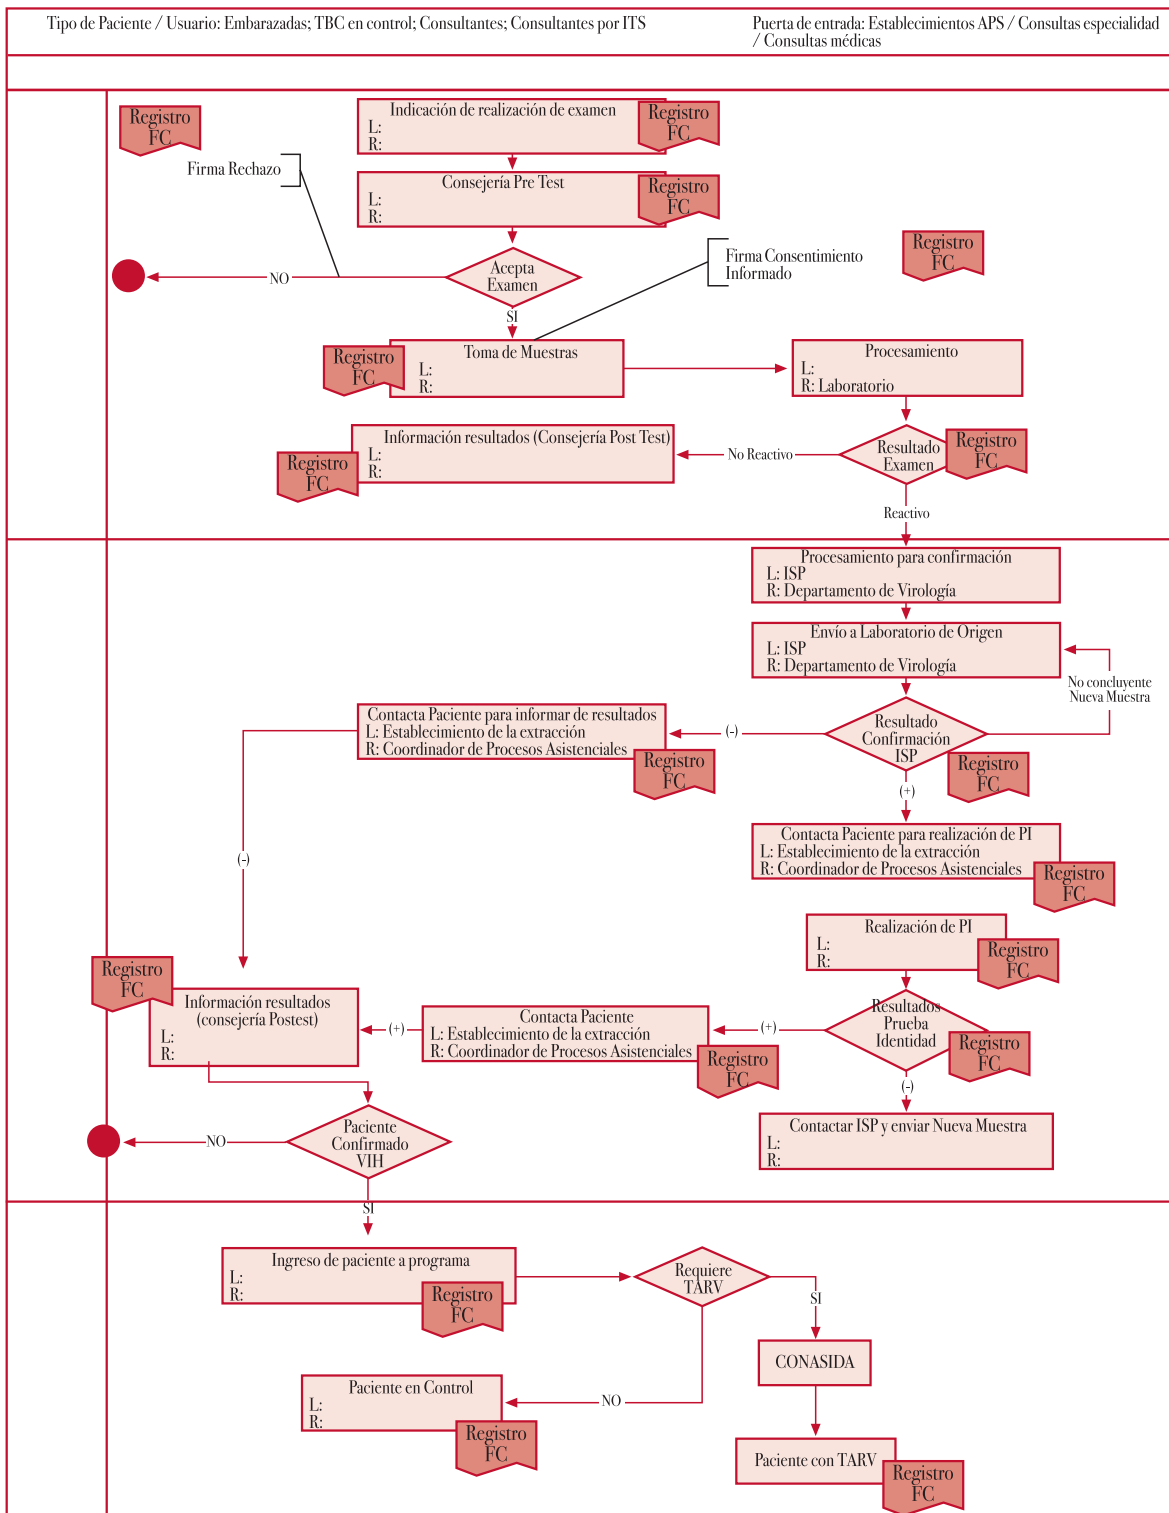 Tipo de Paciente / Usuario: Embarazadas; TBC en control; Consultantes; Consultantes por ITS
Puerta de entrada: Establecimientos APS / Consultas especialidad
/ Consultas médicas
Registro
FC
Indicación de realización de examen
L:
R:
Registro
FC
Firma Rechazo
Consejería Pre Test
L:
R:
Registro
FC
Acepta
Examen
NO
SI
Firma Consentimiento
Informado
Registro
FC
Toma de Muestras
L:
R:
Registro
FC
Procesamiento
L:
R: Laboratorio
Resultado
Examen
Registro
FC
No Reactivo
Información resultados (Consejería Post Test)
L:
R:
Registro
FC
Reactivo
Procesamiento para confirmación
L: ISP
R: Departamento de Virología
Envío a Laboratorio de Origen
L: ISP
R: Departamento de Virología
No concluyente
Nueva Muestra
Resultado
Confirmación
ISP
Registro
FC
(-)
Contacta Paciente para informar de resultados
L: Establecimiento de la extracción
R: Coordinador de Procesos Asistenciales
Registro
FC
(+)
Contacta Paciente para realización de PI
L: Establecimiento de la extracción
R: Coordinador de Procesos Asistenciales
Registro
FC
(-)
Realización de PI
L:
R:
Registro
FC
Resultados
Prueba
Identidad
Registro
FC
(+)
Contacta Paciente
L: Establecimiento de la extracción
R: Coordinador de Procesos Asistenciales
Registro
FC
(+)
Registro
FC
Información resultados
(consejería Postest)
L:
R:
(-)
Contactar ISP y enviar Nueva Muestra
L:
R:
Paciente
Confirmado
VIH
NO
SI
Ingreso de paciente a programa
L:
R:
Registro
FC
Requiere
TARV
SI
CONASIDA
NO
Paciente en Control
L:
R:
Registro
FC
Paciente con TARV
Registro
FC